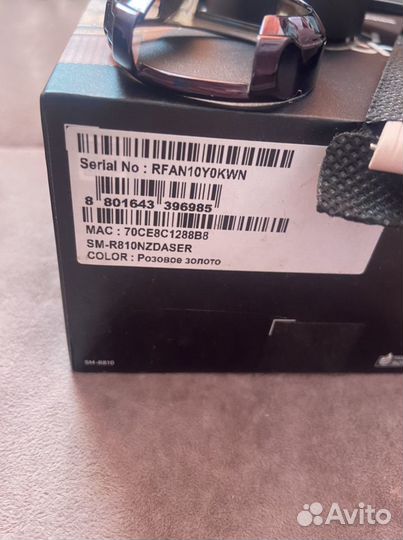 Serial No : RFAN10Y0KWN
8 801643 396985
MAC : 70CE8C1288B8
SM-R810NZDASER
COLOR : Розовое золото
SM-R810
Avito